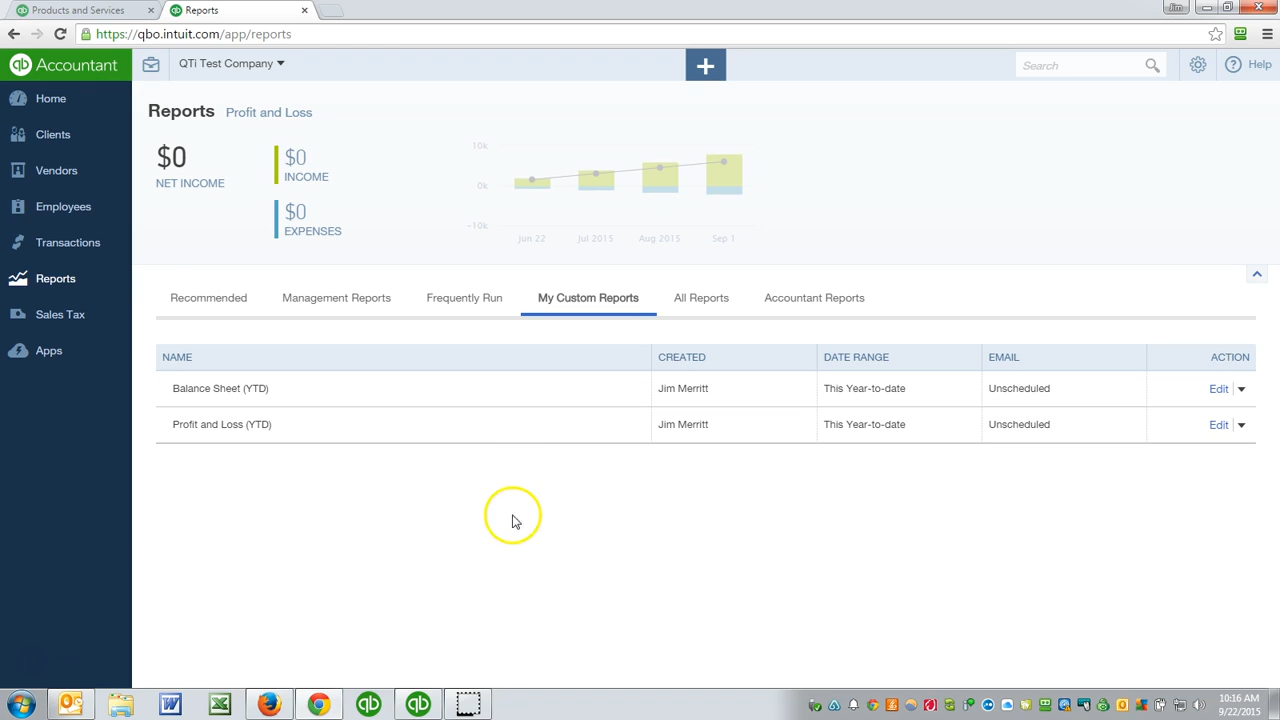 Products and Services
Reports
Jim
https://qbo.intuit.com/app/reports
qb Accountant
QTi Test Company
+
Search
Help
Home
Clients
Vendors
Employees
Transactions
Reports
Sales Tax
Apps
Reports Profit and Loss
$0
NET INCOME
$0
INCOME
$0
EXPENSES
10k
0k
-10k
Jun 22 Jul 2015 Aug 2015 Sep 1
Recommended Management Reports Frequently Run My Custom Reports All Reports Accountant Reports
NAME CREATED DATE RANGE EMAIL ACTION
Balance Sheet (YTD) Jim Merritt This Year-to-date Unscheduled Edit
Profit and Loss (YTD) Jim Merritt This Year-to-date Unscheduled Edit
10:16 AM
9/22/2015